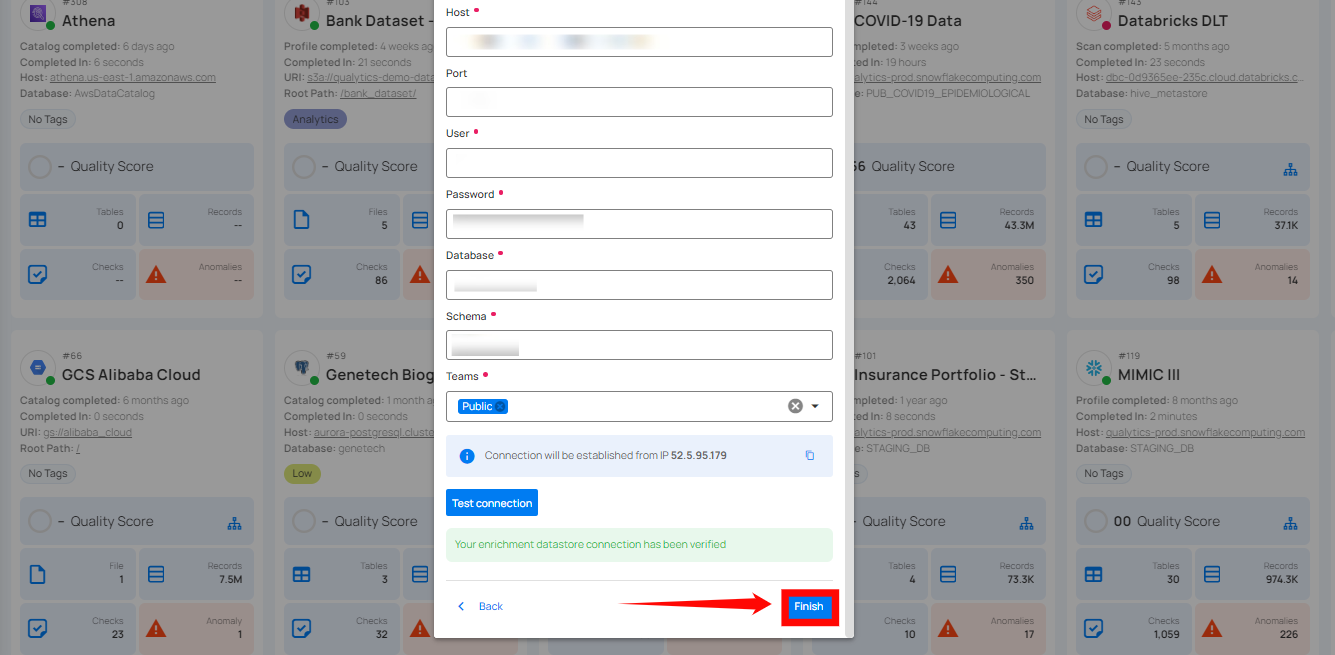 #308
Athena
Catalog completed: 6 days ago
Completed In: 6 seconds
Host: athena.us-east-1.amazonaws.com
Database: AwsDataCatalog
No Tags
– Quality Score
Tables
0
Records
--
Checks
--
Anomalies
--
#103
Bank Dataset -
Profile completed: 4 weeks ag
Completed In: 21 seconds
URI: s3a://qualytics-demo-data
Root Path: /bank_dataset/
Analytics
– Quality Score
Files
5
Checks
86
Host
Port
User
Password
Database
Schema
Teams
Public
Connection will be established from IP 52.5.95.179
Test connection
Your enrichment datastore connection has been verified
Back
Finish
#144
COVID-19 Data
mpleted: 3 weeks ago
ed In: 19 hours
alytics-prod.snowflakecomputing.com
e: PUB_COVID19_EPIDEMIOLOGICAL
66 Quality Score
Tables
43
Records
43.3M
Checks
2,064
Anomalies
350
#143
Databricks DLT
Scan completed: 5 months ago
Completed In: 23 seconds
Host: dbc-0d9365ee-235c.cloud.databricks.c...
Database: hive_metastore
No Tags
– Quality Score
Tables
5
Records
37.1K
Checks
98
Anomalies
14
#66
GCS Alibaba Cloud
Catalog completed: 6 months ago
Completed In: 0 seconds
URI: gs://alibaba_cloud
Root Path: /
No Tags
– Quality Score
File
1
Records
7.5M
Checks
23
Anomaly
1
#59
Genetech Biog
Catalog completed: 1 month ago
Completed In: 0 seconds
Host: aurora-postgresql.cluste
Database: genetech
Low
– Quality Score
Tables
3
Checks
32
#101
Insurance Portfolio - St...
mpleted: 1 year ago
ed In: 8 seconds
alytics-prod.snowflakecomputing.com
e: STAGING_DB
s
Quality Score
Tables
4
Records
73.3K
Checks
10
Anomalies
17
#119
MIMIC III
Profile completed: 8 months ago
Completed In: 2 minutes
Host: qualytics-prod.snowflakecomputing.com
Database: STAGING_DB
No Tags
00 Quality Score
Tables
30
Records
974.3K
Checks
1,059
Anomalies
226